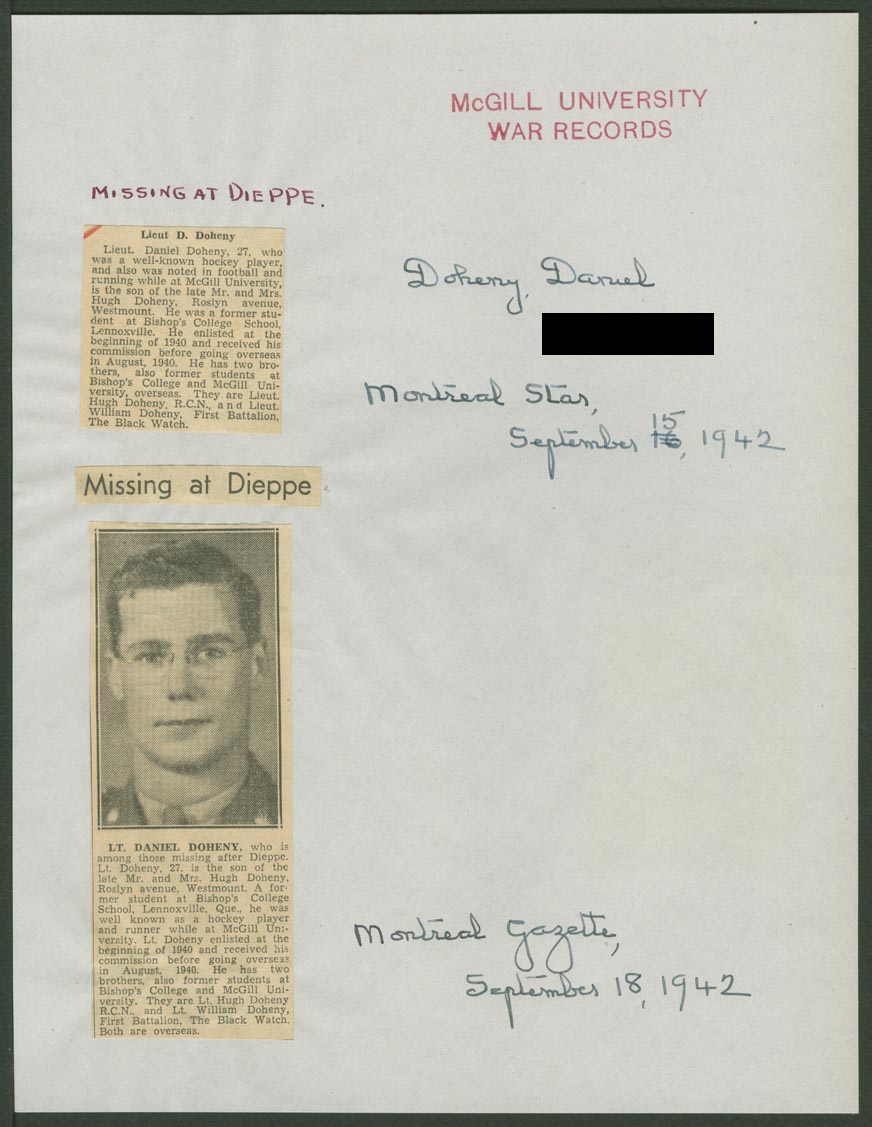 McGILL UNIVERSITY
WAR RECORDS
MISSING AT DIEPPE.
Lieut D. Doheny
Lieut. Daniel Doheny, 27, who
was a well-known hockey player,
and also was noted in football and
running while at McGill University,
is the son of the late Mr. and Mrs.
Hugh Doheny, Roslyn avenue,
Westmount. He was a former stu-
dent at Bishop's College School,
Lennoxville. He enlisted at the
beginning of 1940 and received his
commission before going overseas
in August, 1940. He has two bro-
thers, also former students at
Bishop's College and McGill Uni-
versity, overseas. They are Lieut.
Hugh Doheny, R.C.N., and Lieut.
William Doheny, First Battalion,
The Black Watch.
Doheny, Daniel
Montreal Star,
September 15, 1942
Missing at Dieppe
LT. DANIEL DOHENY, who is
among those missing after Dieppe.
Lt. Doheny, 27, is the son of the
late Mr. and Mrs. Hugh Doheny,
Roslyn avenue, Westmount. A for-
mer student at Bishop's College
School, Lennoxville, Que., he was
well known as a hockey player
and runner while at McGill Uni-
versity. Lt. Doheny enlisted at the
beginning of 1940 and received his
commission before going overseas
in August, 1940. He has two
brothers, also former students at
Bishop's College and McGill Uni-
versity. They are Lt. Hugh Doheny
R.C.N., and Lt. William Doheny,
First Battalion, The Black Watch.
Both are overseas.
Montreal Gazette,
September 18, 1942